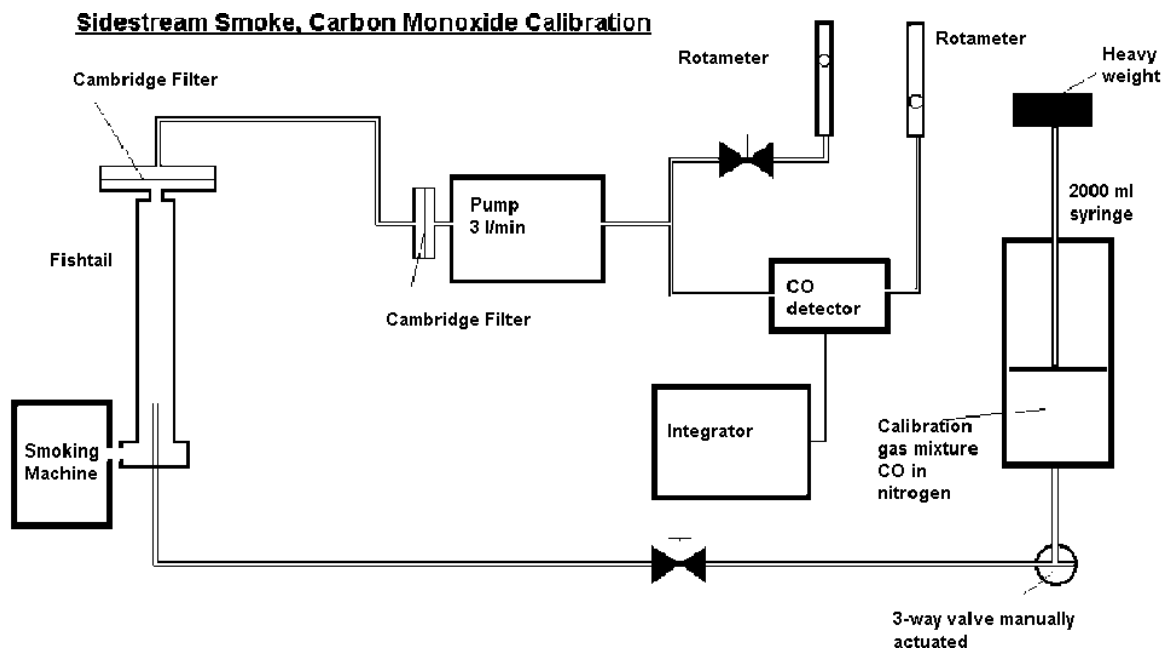 Sidestream Smoke, Carbon Monoxide Calibration
Rotameter
Rotameter
Heavy
weight
Cambridge Filter
2000 ml
syringe
Pump
3 l/min
Fishtail
CO
detector
Cambridge Filter
Smoking
Machine
Integrator
Calibration
gas mixture
CO in
nitrogen
3-way valve manually
actuated